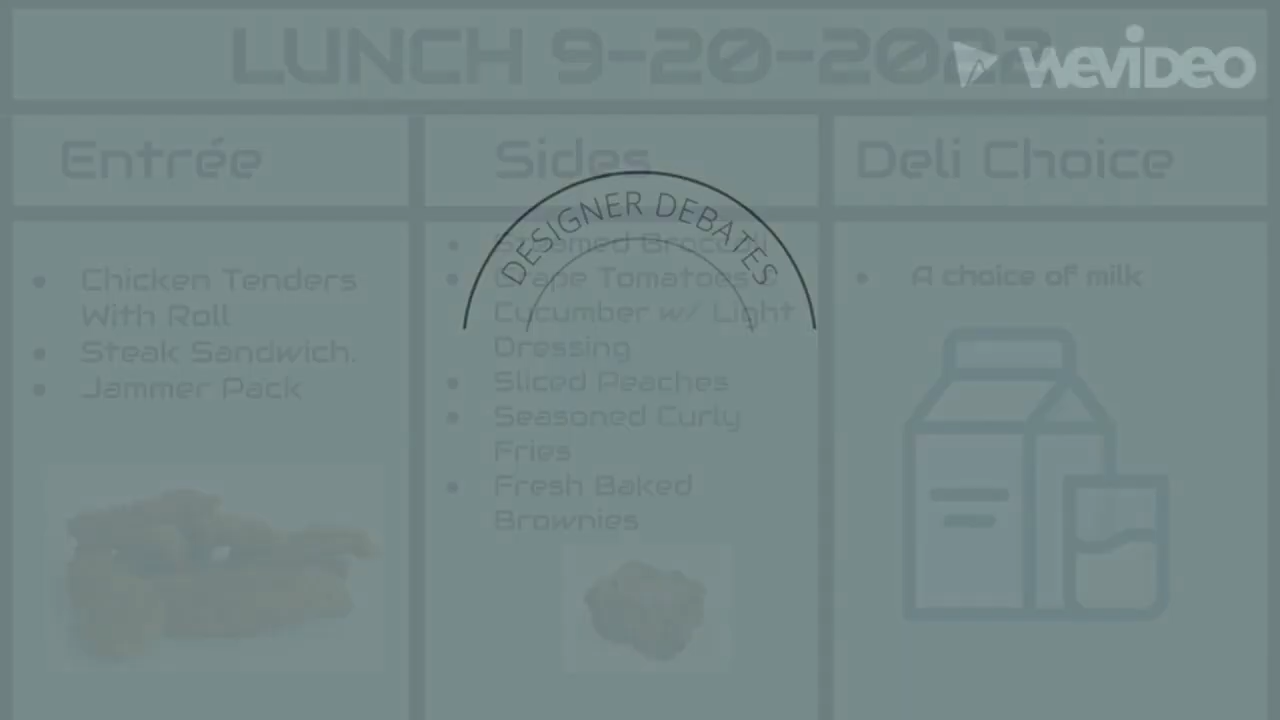 LUNCH 9-20-2022
WEVIDEO
Entrée
Sides
Deli Choice
DESIGNER DEBATES
• Chicken Tenders
With Roll
• Steak Sandwich.
• Jammer Pack
• Steamed Broccoli
• Grape Tomatoes &
Cucumber w/ Light
Dressing
• Sliced Peaches
• Seasoned Curly
Fries
• Fresh Baked
Brownies
• A choice of milk